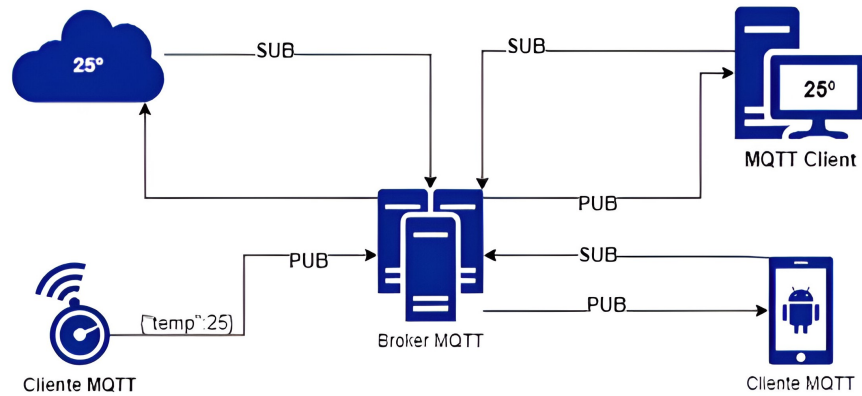 25º
SUB
SUB
25º
MQTT Client
PUB
PUB
SUB
{"temp":25}
PUB
Broker MQTT
Cliente MQTT
Cliente MQTT